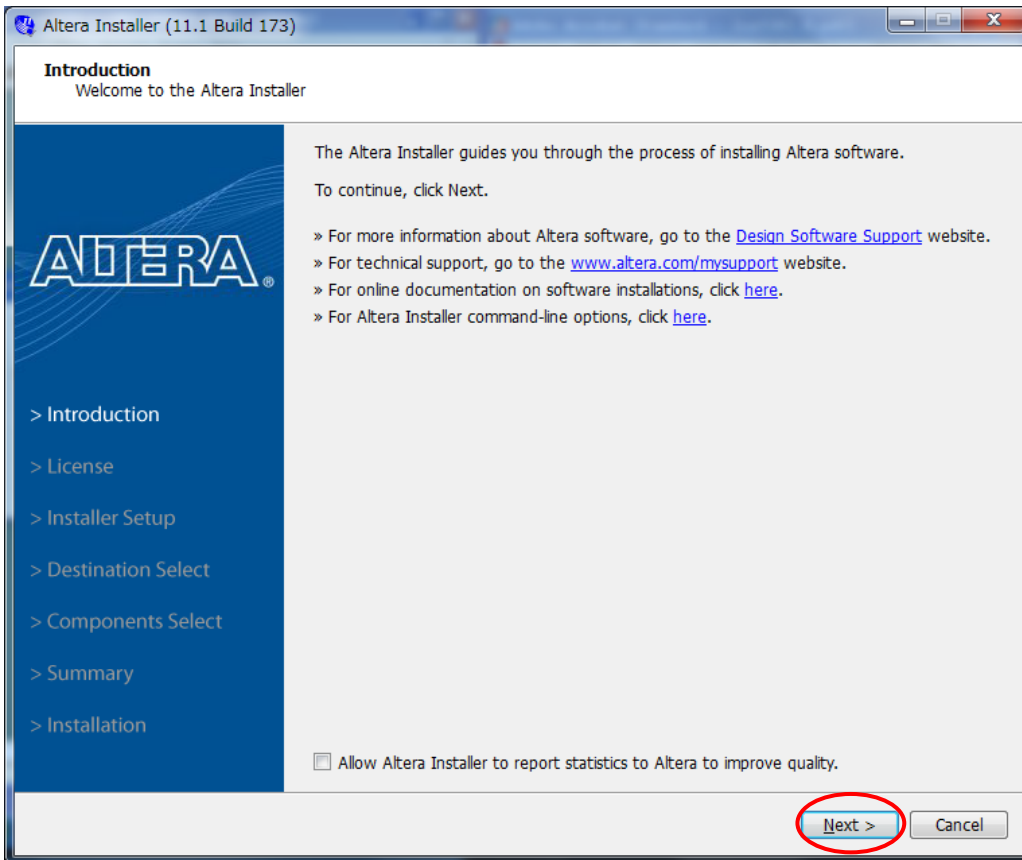 Altera Installer (11.1 Build 173)
Introduction
Welcome to the Altera Installer
The Altera Installer guides you through the process of installing Altera software.
To continue, click Next.
» For more information about Altera software, go to the Design Software Support website.
» For technical support, go to the www.altera.com/mysupport website.
» For online documentation on software installations, click here.
» For Altera Installer command-line options, click here.
ALTERA®
> Introduction
> License
> Installer Setup
> Destination Select
> Components Select
> Summary
> Installation
Allow Altera Installer to report statistics to Altera to improve quality.
Next >
Cancel